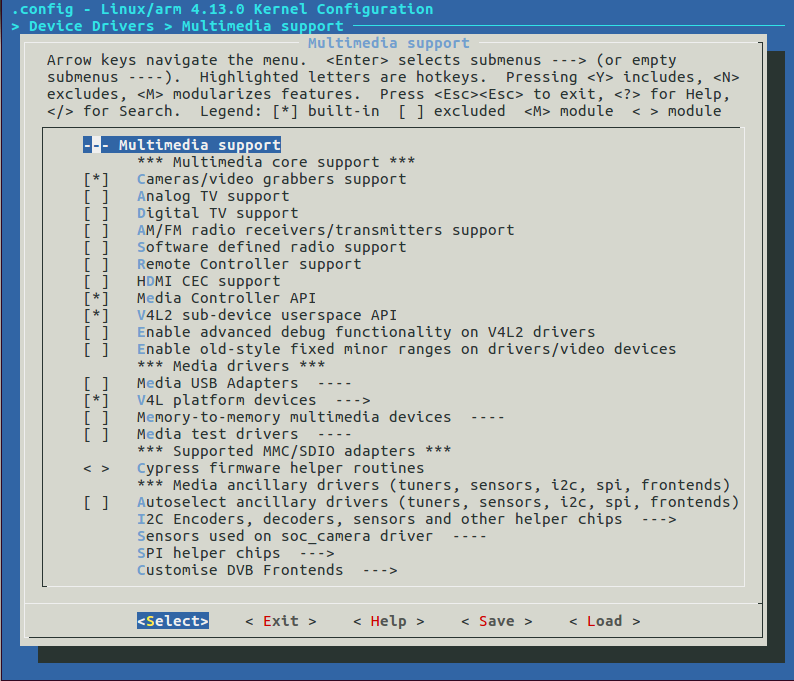 .config - Linux/arm 4.13.0 Kernel Configuration
> Device Drivers > Multimedia support
Multimedia support
Arrow keys navigate the menu.  <Enter> selects submenus ---> (or empty
submenus ----).  Highlighted letters are hotkeys.  Pressing <Y> includes, <N>
excludes, <M> modularizes features.  Press <Esc><Esc> to exit, <?> for Help,
</> for Search.  Legend: [*] built-in  [ ] excluded  <M> module  < > module
--- Multimedia support
*** Multimedia core support ***
[*]   Cameras/video grabbers support
[ ]   Analog TV support
[ ]   Digital TV support
[ ]   AM/FM radio receivers/transmitters support
[ ]   Software defined radio support
[ ]   Remote Controller support
[ ]   HDMI CEC support
[*]   Media Controller API
[*]   V4L2 sub-device userspace API
[ ]   Enable advanced debug functionality on V4L2 drivers
[ ]   Enable old-style fixed minor ranges on drivers/video devices
*** Media drivers ***
[ ]   Media USB Adapters  ----
[*]   V4L platform devices  --->
[ ]   Memory-to-memory multimedia devices  ----
[ ]   Media test drivers  ----
*** Supported MMC/SDIO adapters ***
< >   Cypress firmware helper routines
*** Media ancillary drivers (tuners, sensors, i2c, spi, frontends)
[ ]   Autoselect ancillary drivers (tuners, sensors, i2c, spi, frontends)
I2C Encoders, decoders, sensors and other helper chips  --->
Sensors used on soc_camera driver  ----
SPI helper chips  --->
Customise DVB Frontends  --->
<Select>    < Exit >    < Help >    < Save >    < Load >